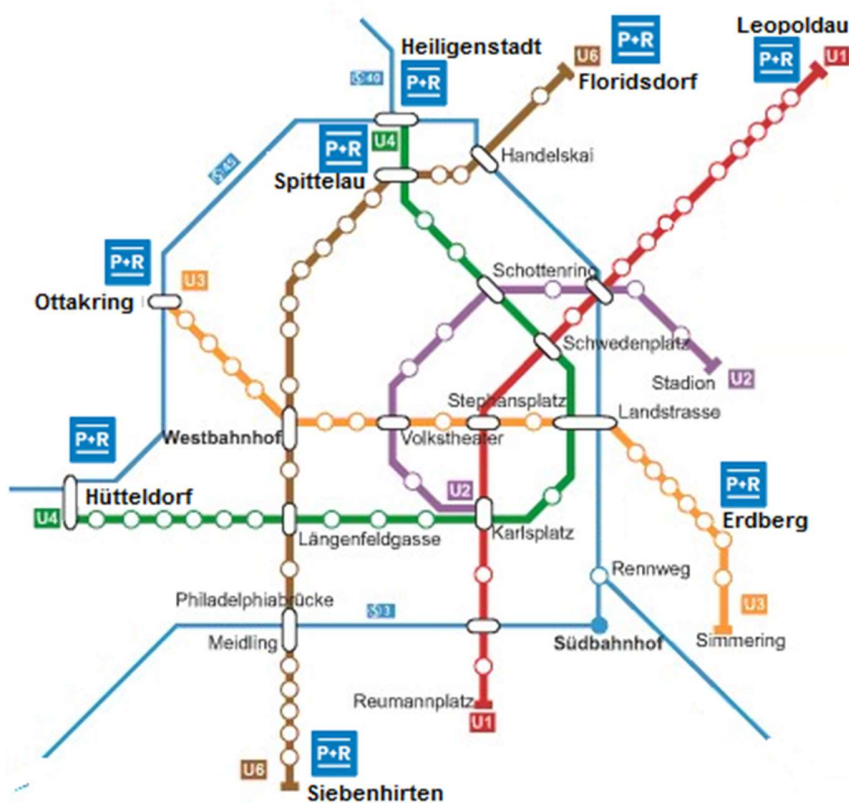 Heiligenstadt
P+R
U6
P+R
Floridsdorf
Leopoldau
P+R
U1
S40
U4
P+R
Spittelau
Handelskai
S45
P+R
Ottakring
U3
Schottenring
Schwedenplatz
Stadion
U2
Stephansplatz
Landstrasse
Westbahnhof
Volkstheater
P+R
Hütteldorf
U4
U2
P+R
Erdberg
Längenfeldgasse
Karlsplatz
Rennweg
Philadelphiabrücke
Meidling
S3
Südbahnhof
U3
Simmering
Reumannplatz
U1
U6
P+R
Siebenhirten